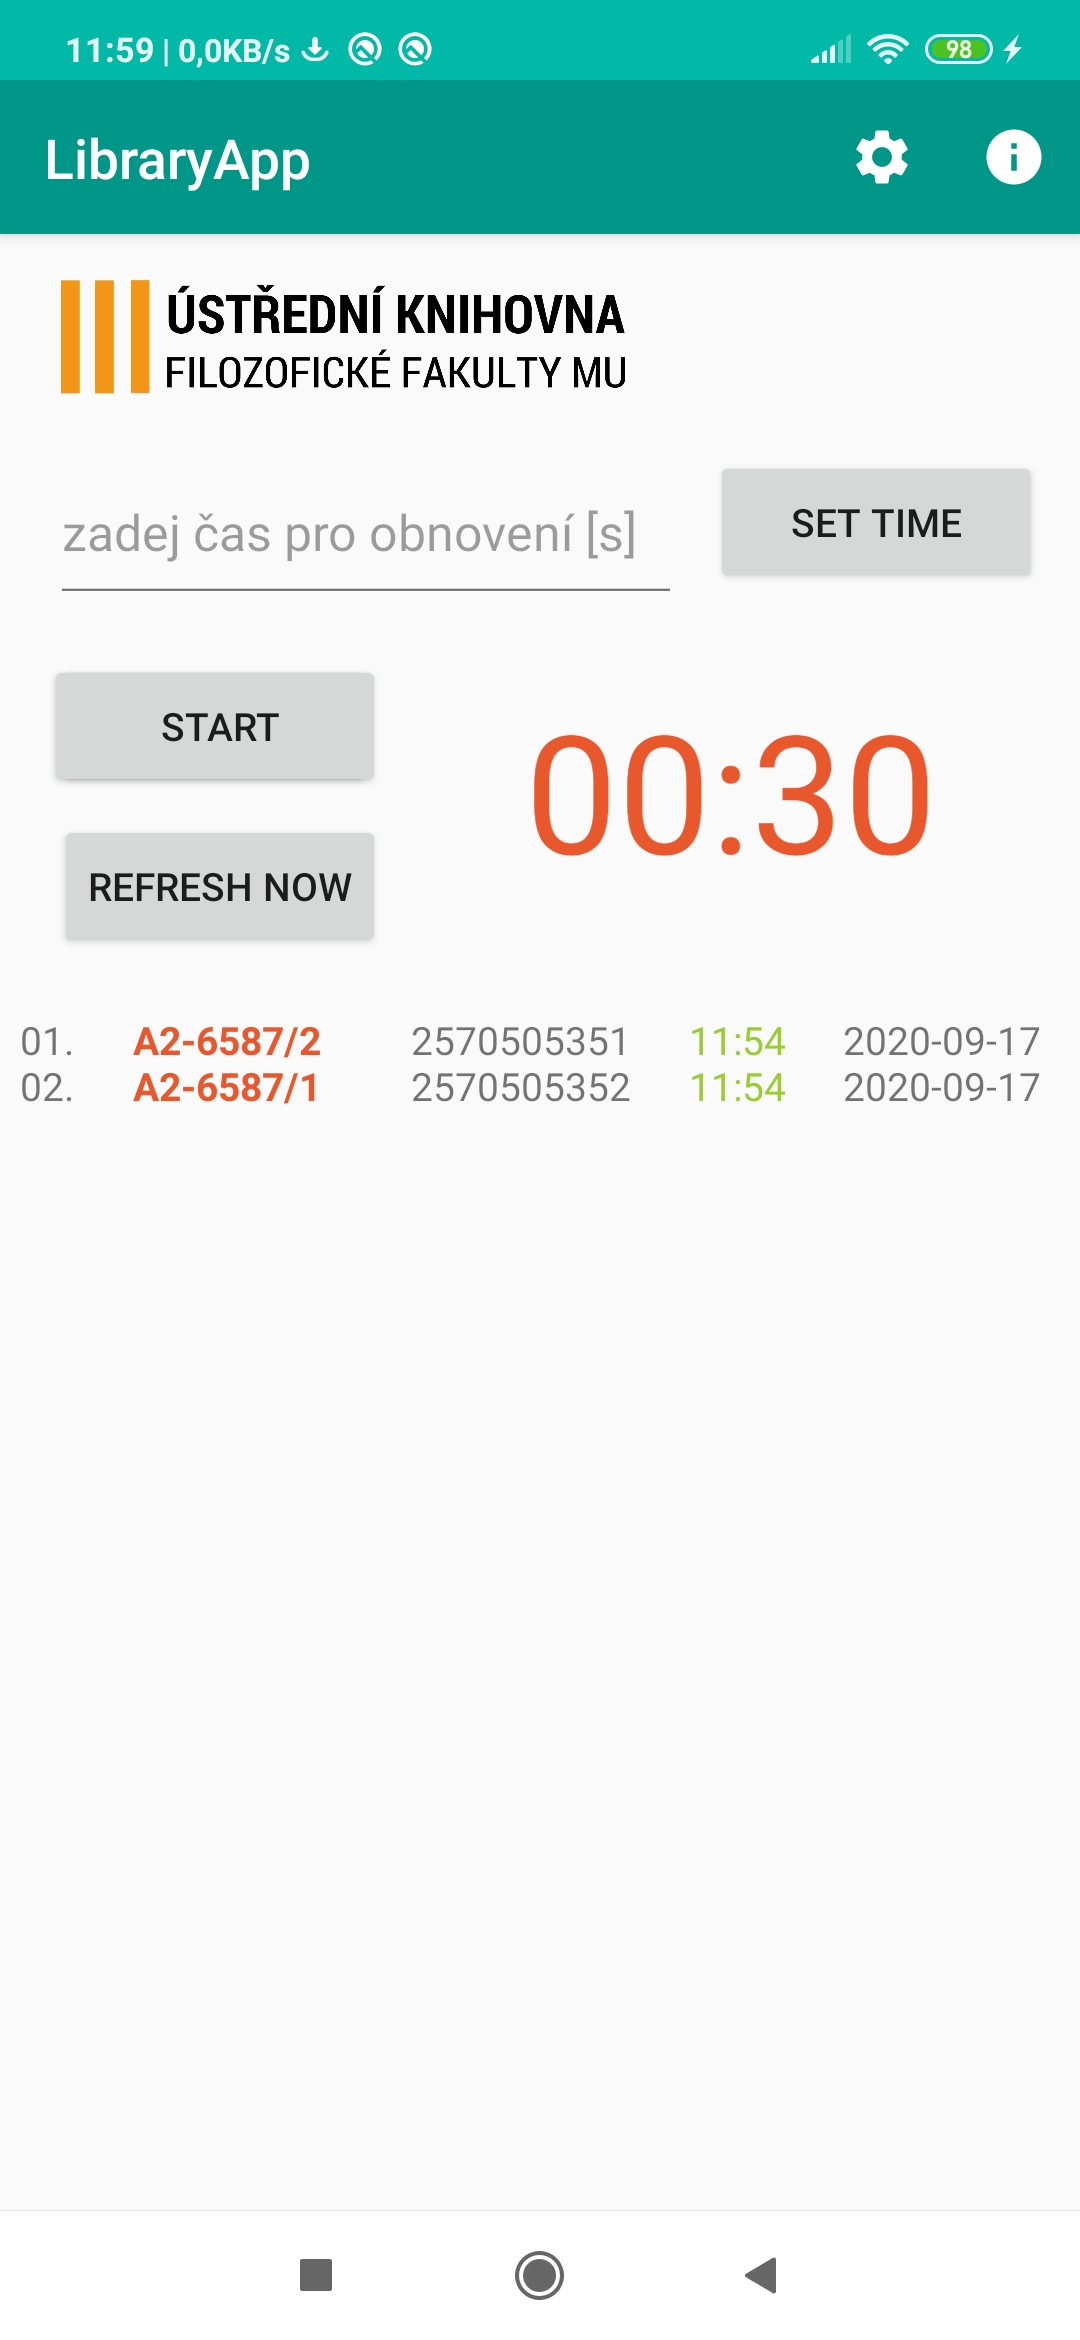 11:59 | 0,0KB/s 98
LibraryApp
ÚSTŘEDNÍ KNIHOVNA
FILOZOFICKÉ FAKULTY MU
zadej čas pro obnovení [s]
SET TIME
START
00:30
REFRESH NOW
01. A2-6587/2 2570505351 11:54 2020-09-17
02. A2-6587/1 2570505352 11:54 2020-09-17